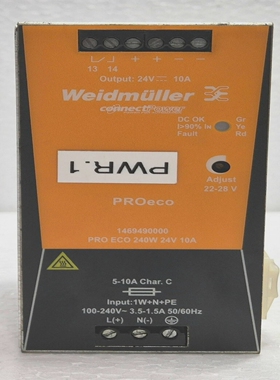 13 14
+ + − −
Output: 24V⎓ 10A
Weidmüller
connect
DC OK Gr
I>90% Ye
Fault Rd
PWR.1
Adjust
22-28 V
PROeco
1469490000
PRO ECO 240W 24V 10A
5-10A Char. C
Input:1W+N+PE
100-240V~ 3.5-1.5A 50/60Hz
L(+) N(-)